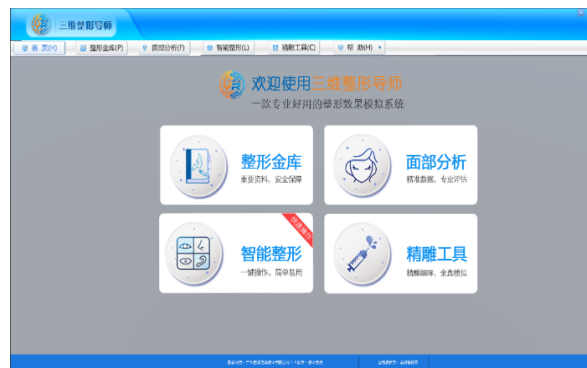 三维整形导师
首 页(H) 整形金库(P) 面部分析(F) 智能整形(L) 精雕工具(C) 帮 助(H)
欢迎使用三维整形导师
一款专业好用的整形效果模拟系统
整形金库
重要资料、安全保障
面部分析
精准数据、专业评估
快速操作
智能整形
一键操作、简单易用
精雕工具
精雕细琢、全真模拟